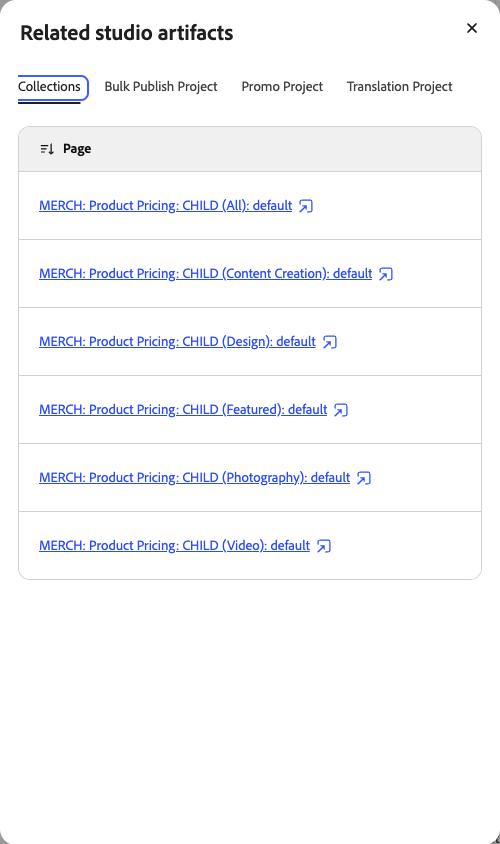 Related studio artifacts
Collections Bulk Publish Project Promo Project Translation Project
Page
MERCH: Product Pricing: CHILD (All): default
MERCH: Product Pricing: CHILD (Content Creation): default
MERCH: Product Pricing: CHILD (Design): default
MERCH: Product Pricing: CHILD (Featured): default
MERCH: Product Pricing: CHILD (Photography): default
MERCH: Product Pricing: CHILD (Video): default